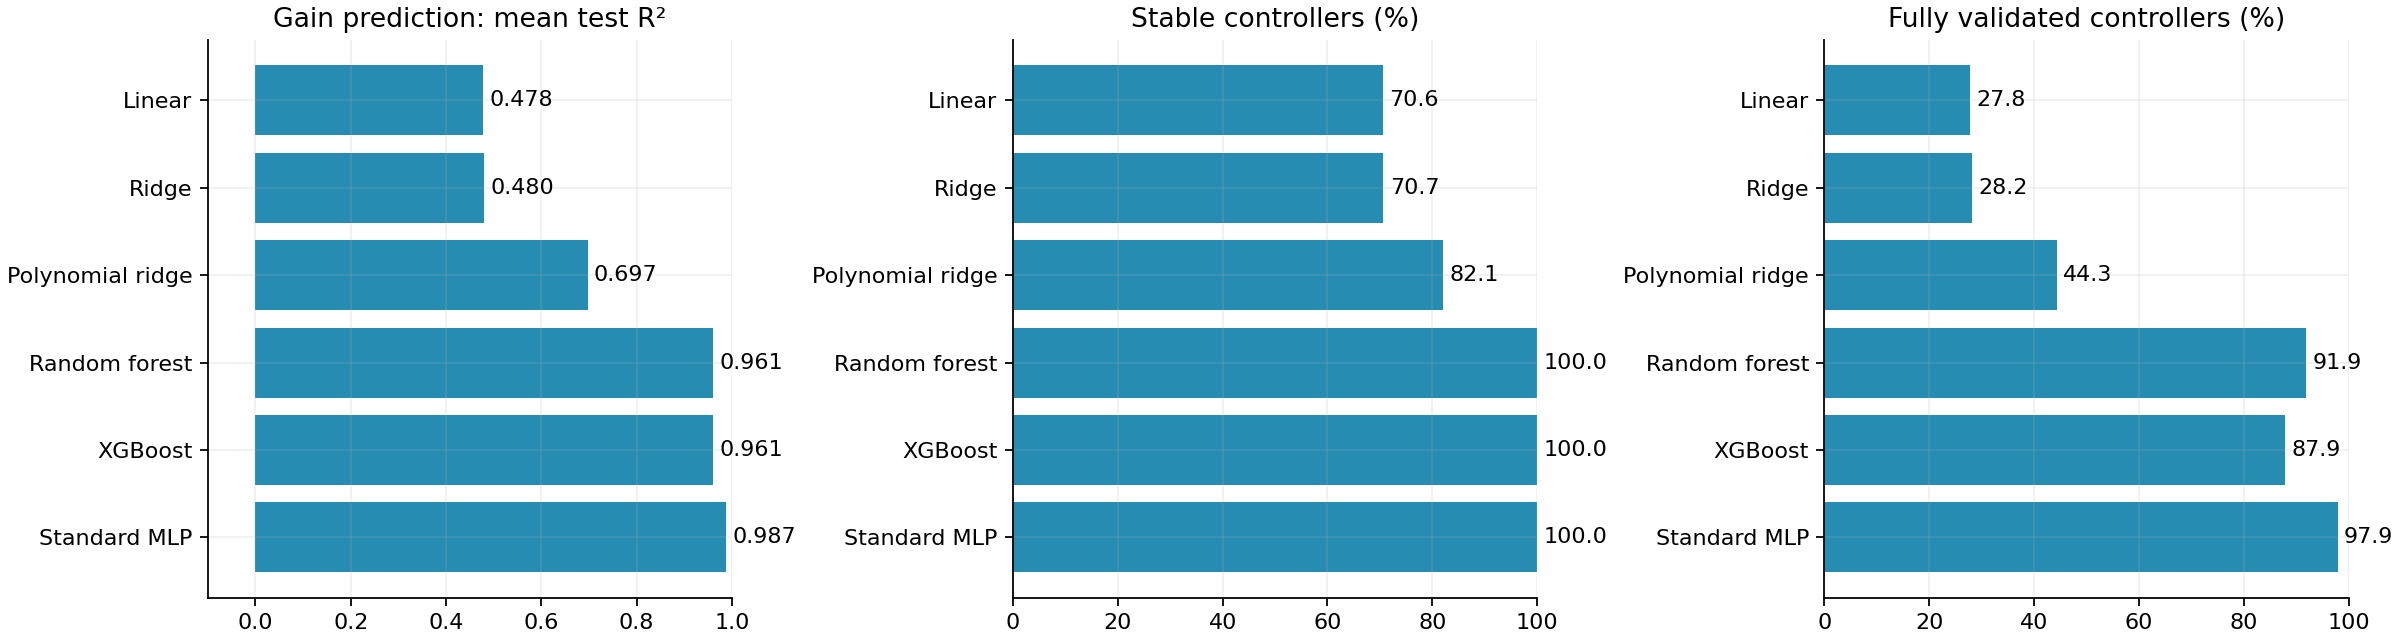 Gain prediction: mean test R²
Linear 0.478
Ridge 0.480
Polynomial ridge 0.697
Random forest 0.961
XGBoost 0.961
Standard MLP 0.987
0.0 0.2 0.4 0.6 0.8 1.0
Stable controllers (%)
Linear 70.6
Ridge 70.7
Polynomial ridge 82.1
Random forest 100.0
XGBoost 100.0
Standard MLP 100.0
0 20 40 60 80 100
Fully validated controllers (%)
Linear 27.8
Ridge 28.2
Polynomial ridge 44.3
Random forest 91.9
XGBoost 87.9
Standard MLP 97.9
0 20 40 60 80 100